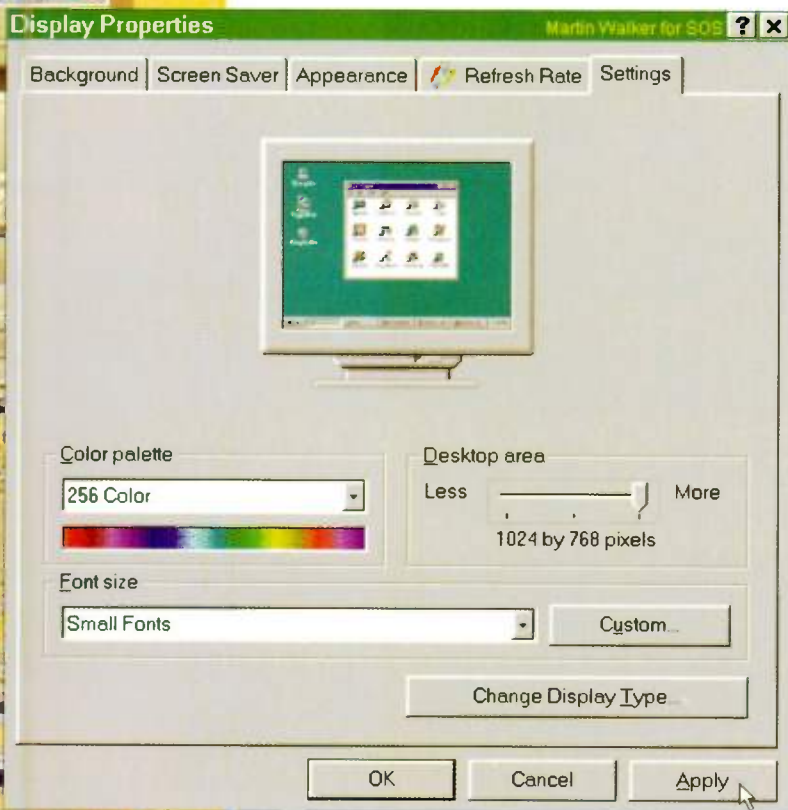 Display Properties
Martin Walker for SOS
Background
Screen Saver
Appearance
Refresh Rate
Settings
Color palette
256 Color
Desktop area
Less
More
1024 by 768 pixels
Font size
Small Fonts
Custom...
Change Display Type...
OK
Cancel
Apply